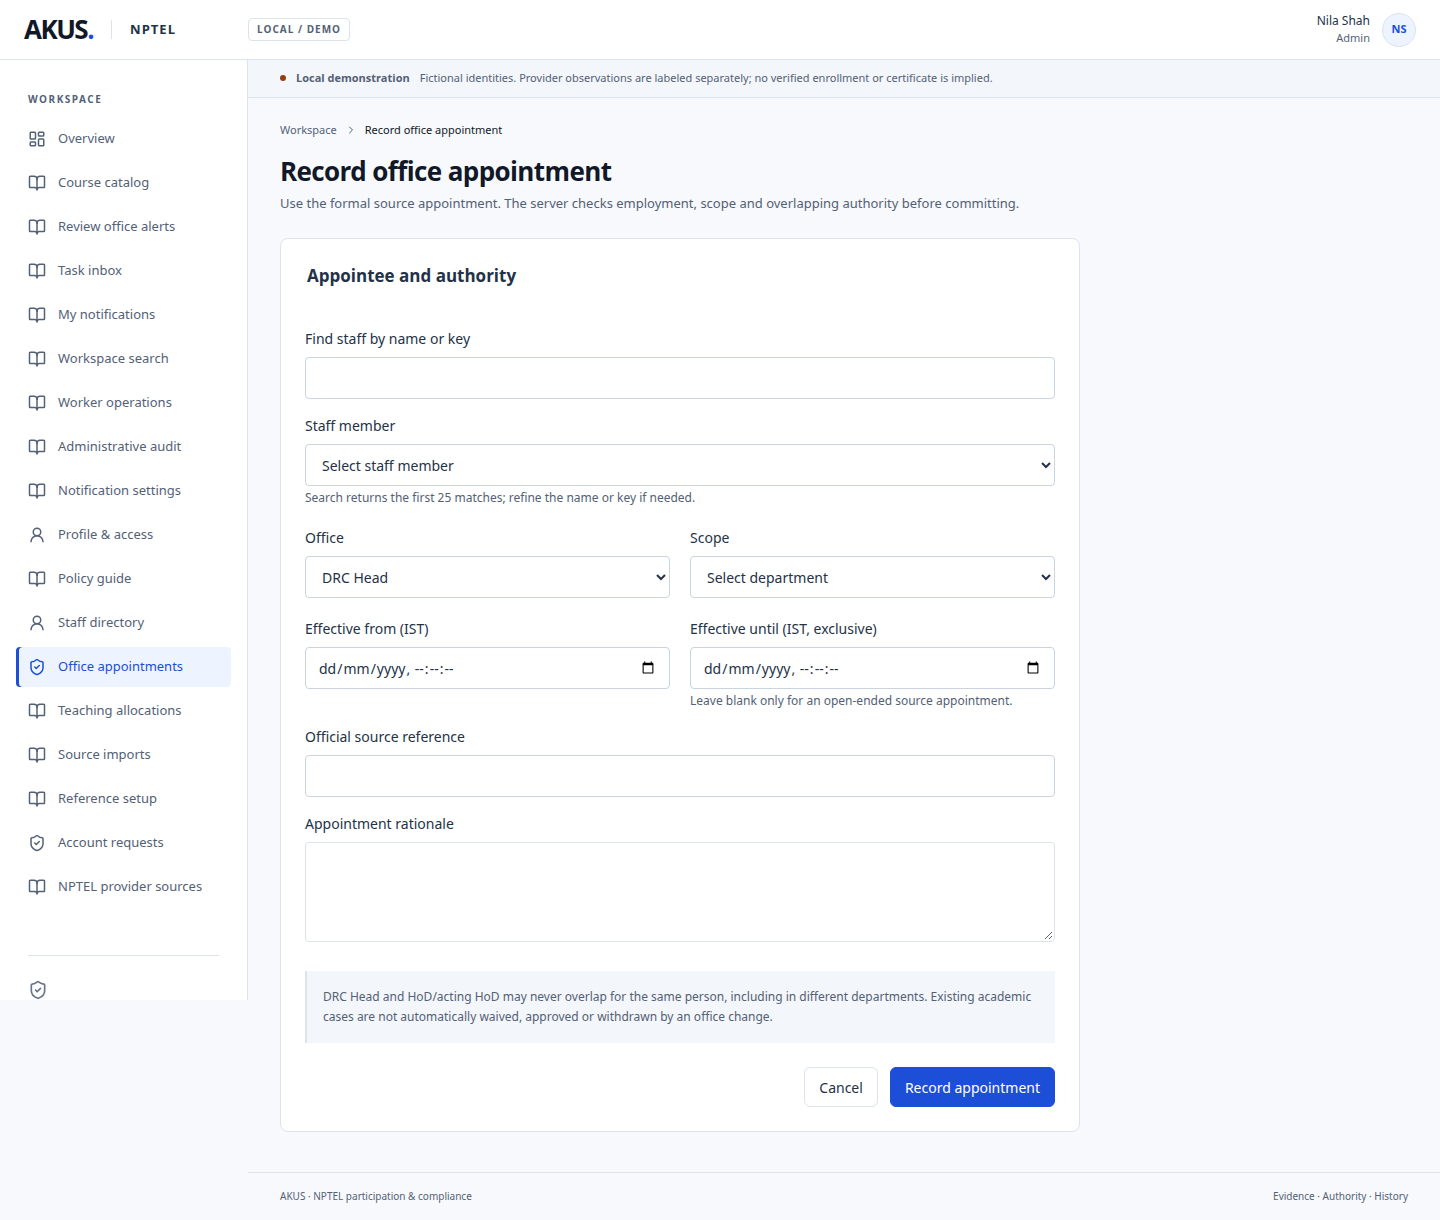 AKUS.
NPTEL
LOCAL / DEMO
Nila Shah
Admin
NS
WORKSPACE
Overview
Course catalog
Review office alerts
Task inbox
My notifications
Workspace search
Worker operations
Administrative audit
Notification settings
Profile & access
Policy guide
Staff directory
Office appointments
Teaching allocations
Source imports
Reference setup
Account requests
NPTEL provider sources
Local demonstration Fictional identities. Provider observations are labeled separately; no verified enrollment or certificate is implied.
Workspace > Record office appointment
Record office appointment
Use the formal source appointment. The server checks employment, scope and overlapping authority before committing.
Appointee and authority
Find staff by name or key
Staff member
Select staff member
Search returns the first 25 matches; refine the name or key if needed.
Office
DRC Head
Scope
Select department
Effective from (IST)
dd/mm/yyyy, --:--:--
Effective until (IST, exclusive)
dd/mm/yyyy, --:--:--
Leave blank only for an open-ended source appointment.
Official source reference
Appointment rationale
DRC Head and HoD/acting HoD may never overlap for the same person, including in different departments. Existing academic
cases are not automatically waived, approved or withdrawn by an office change.
Cancel
Record appointment
AKUS · NPTEL participation & compliance
Evidence · Authority · History